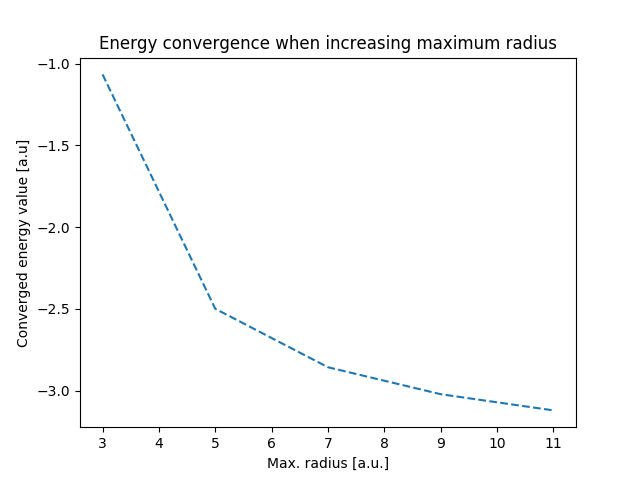 Energy convergence when increasing maximum radius
−1.0
−1.5
−2.0
−2.5
−3.0
Converged energy value [a.u]
3 4 5 6 7 8 9 10 11
Max. radius [a.u.]